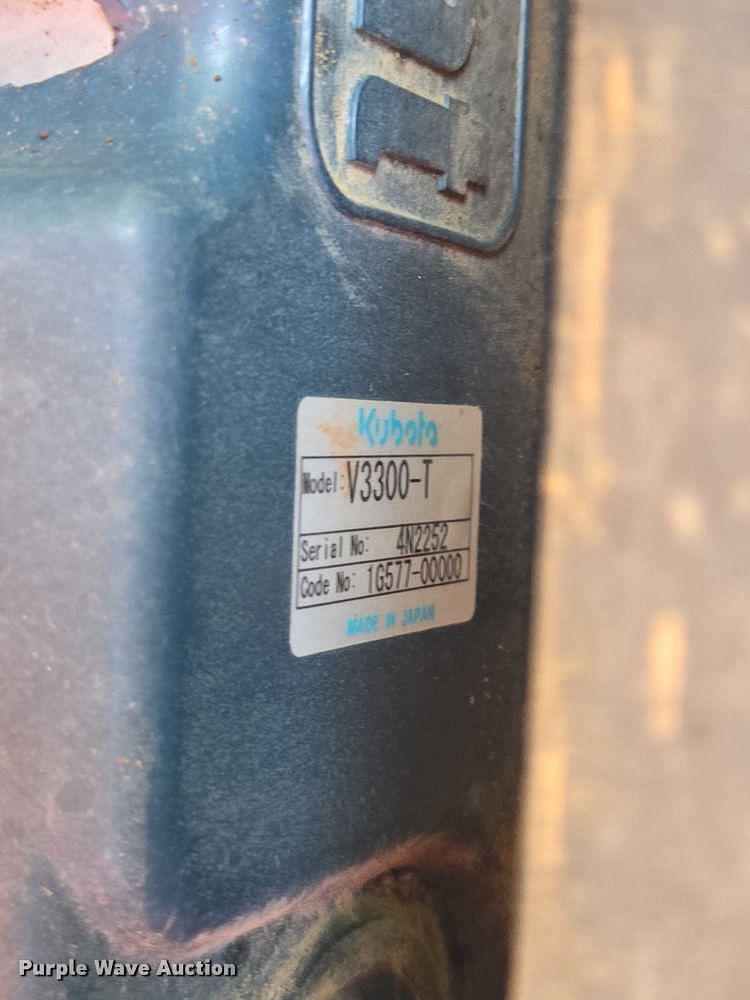 Kubota
Model: V3300-T
Serial No: 4N2252
Code No: 1G577-00000
MADE IN JAPAN
Purple Wave Auction